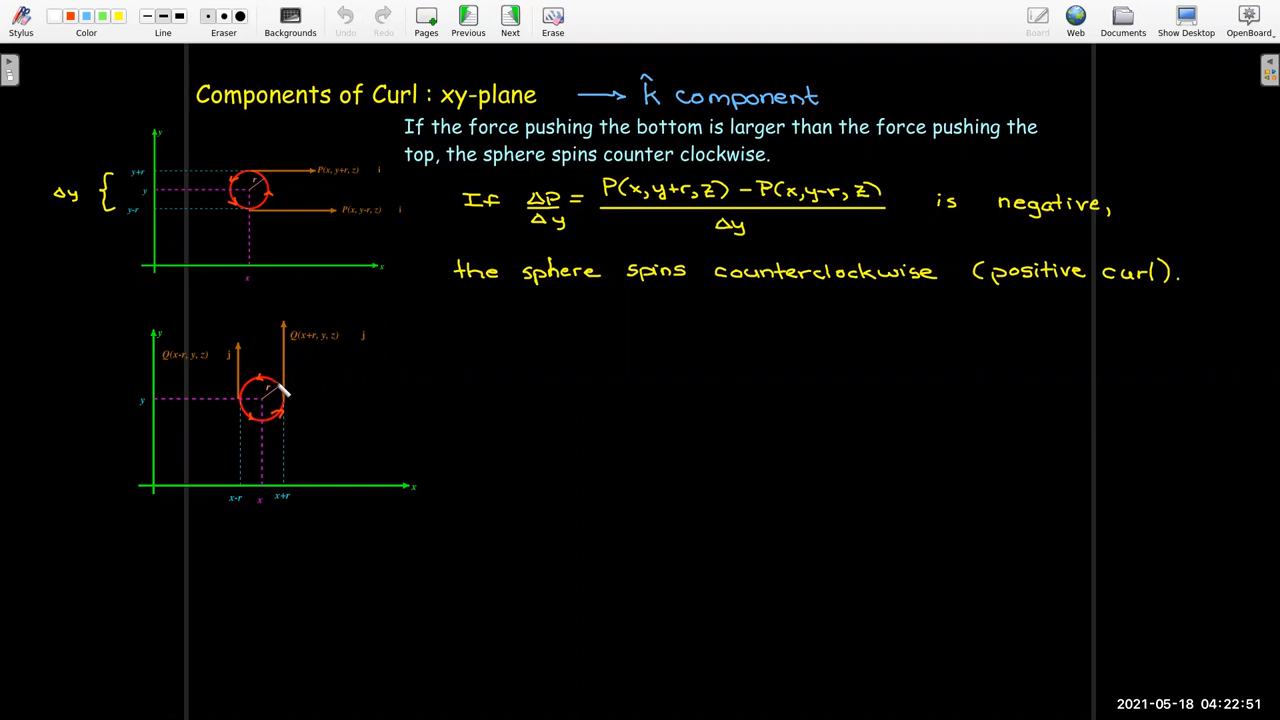 Stylus Color Line Eraser Backgrounds Undo Redo Pages Previous Next Erase Board Web Documents Show Desktop OpenBoard
Components of Curl : xy-plane → k̂ component
If the force pushing the bottom is larger than the force pushing the
top, the sphere spins counter clockwise.
y
y+r
y
y-r
Δy {
r
P(x, y+r, z) i
P(x, y-r, z) i
x
x
If ΔP/Δy = P(x,y+r,z) - P(x,y-r,z) / Δy is negative,
the sphere spins counterclockwise (positive curl).
y
Q(x+r, y, z) j
Q(x-r, y, z) j
r
y
x
x-r x x+r
2021-05-18 04:22:51